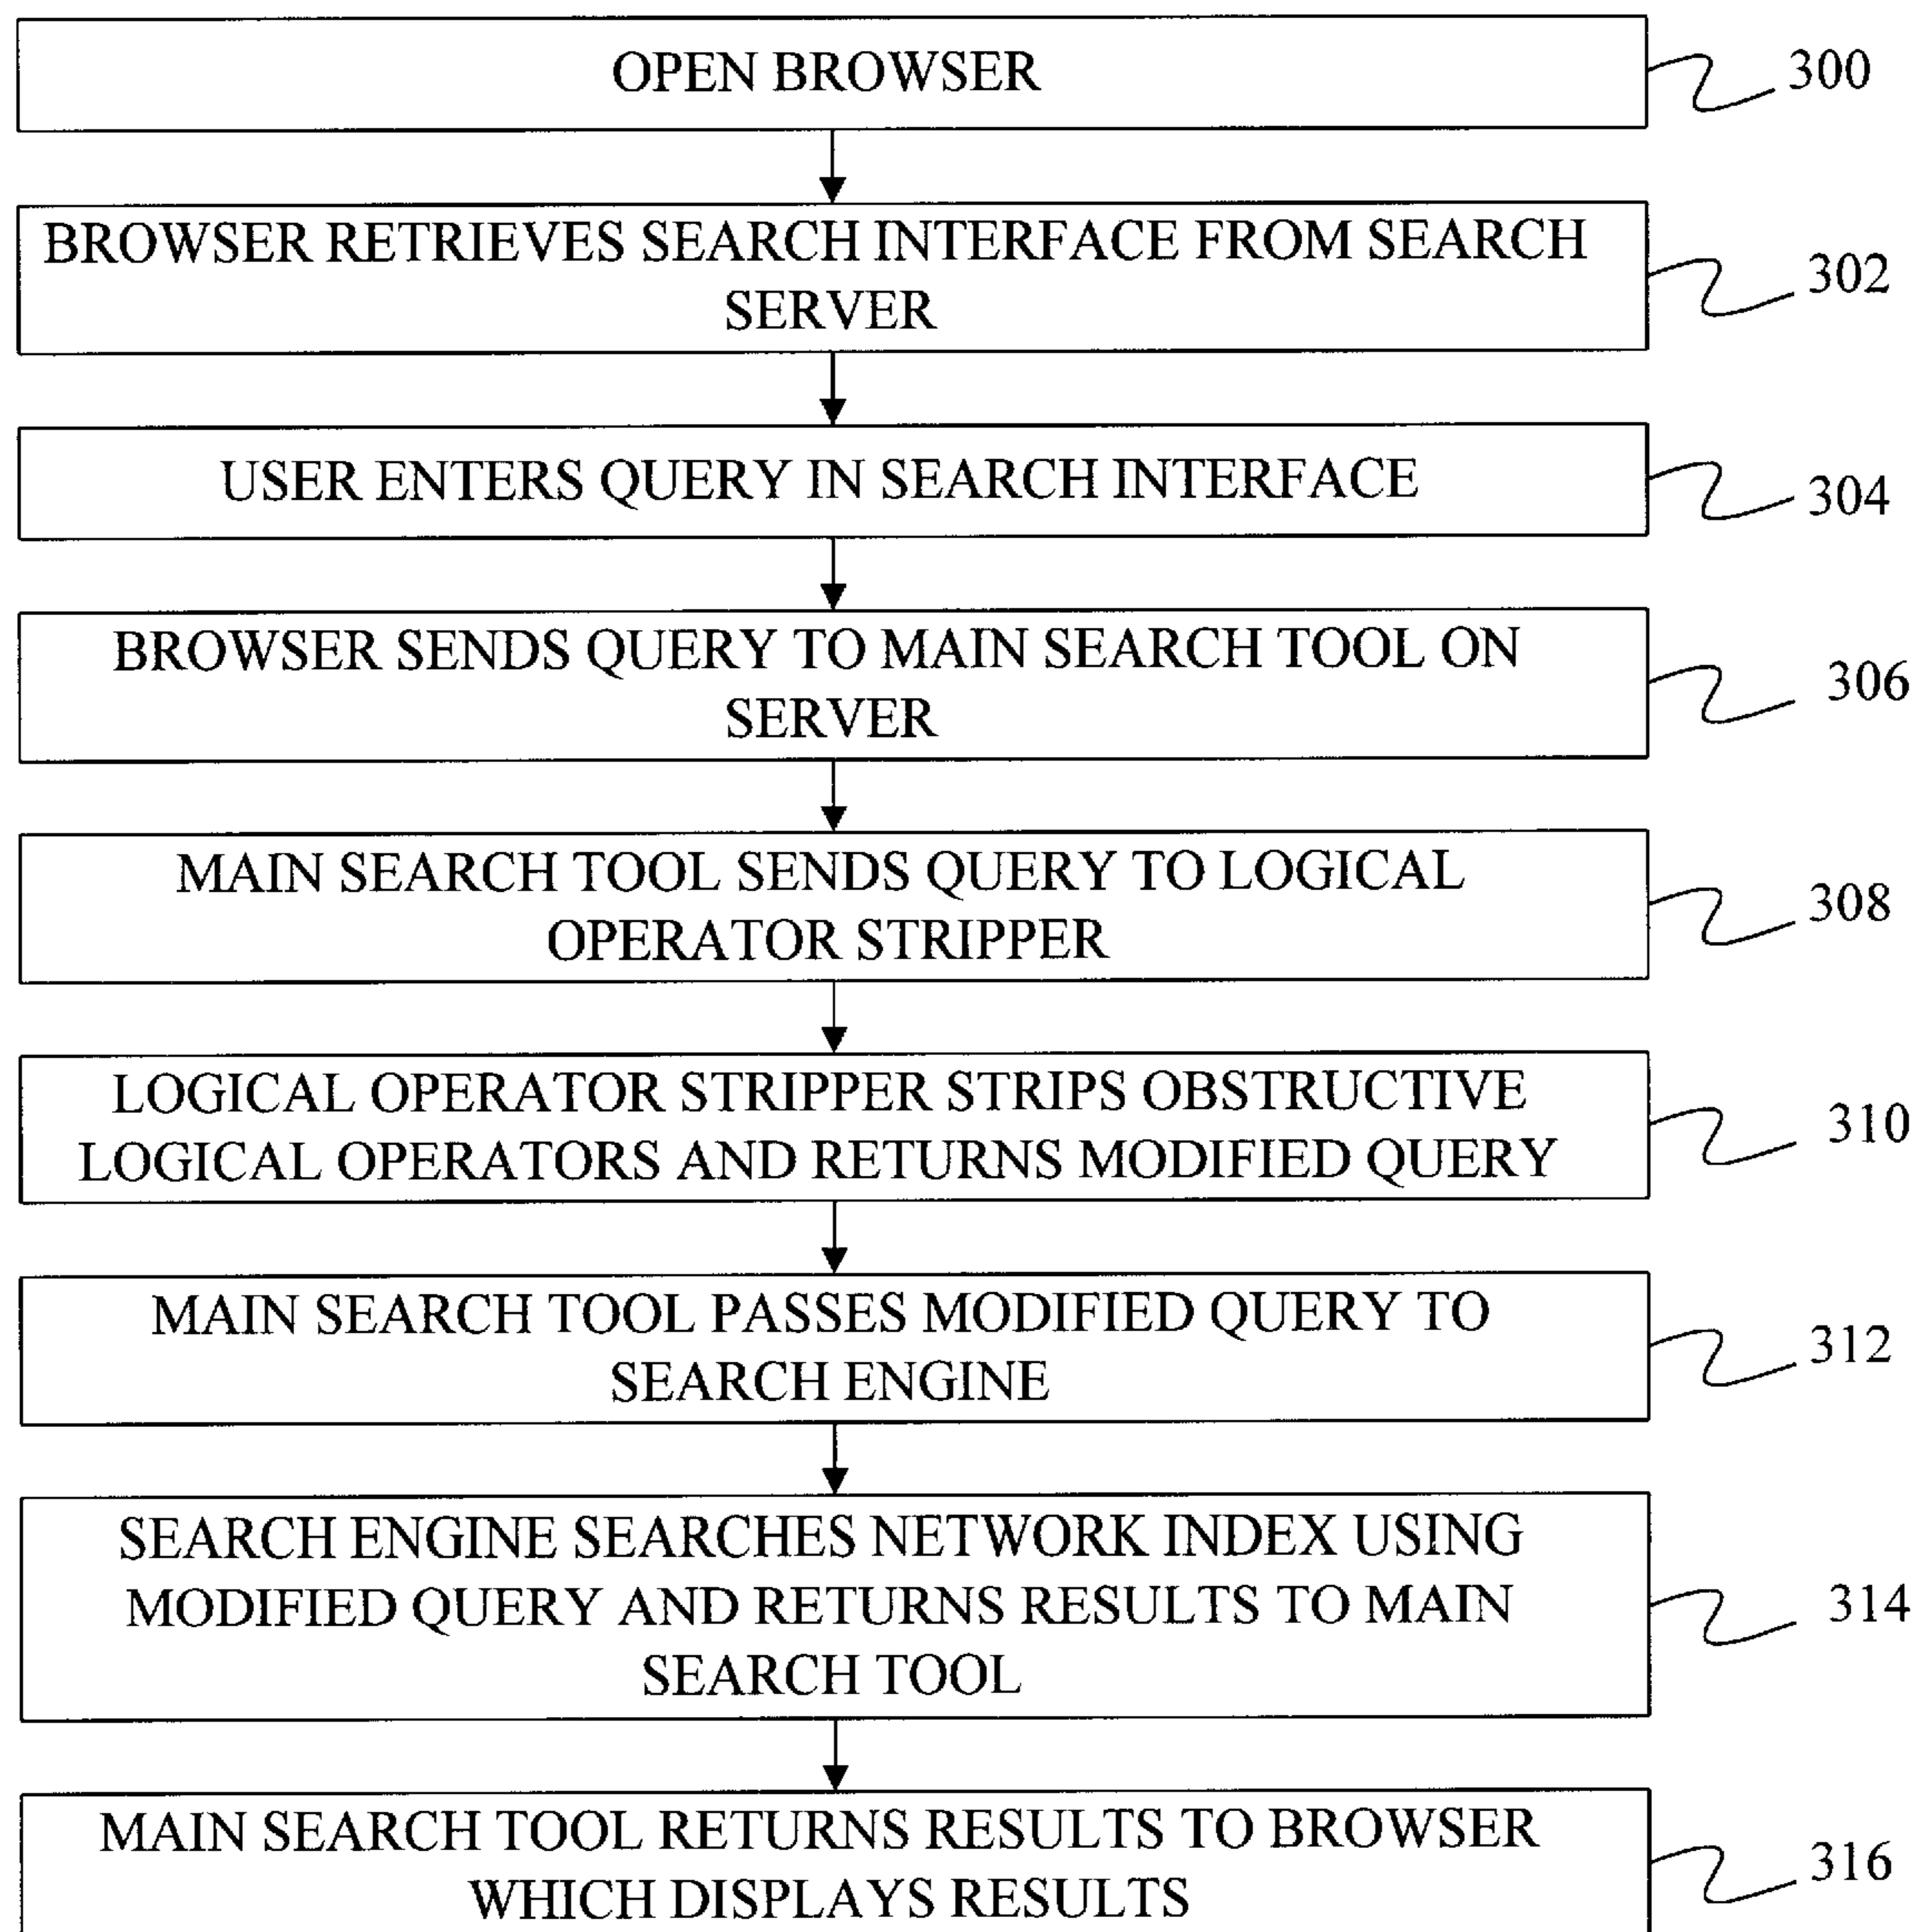 OPEN BROWSER
300
BROWSER RETRIEVES SEARCH INTERFACE FROM SEARCH
SERVER
302
USER ENTERS QUERY IN SEARCH INTERFACE
304
BROWSER SENDS QUERY TO MAIN SEARCH TOOL ON
SERVER
306
MAIN SEARCH TOOL SENDS QUERY TO LOGICAL
OPERATOR STRIPPER
308
LOGICAL OPERATOR STRIPPER STRIPS OBSTRUCTIVE
LOGICAL OPERATORS AND RETURNS MODIFIED QUERY
310
MAIN SEARCH TOOL PASSES MODIFIED QUERY TO
SEARCH ENGINE
312
SEARCH ENGINE SEARCHES NETWORK INDEX USING
MODIFIED QUERY AND RETURNS RESULTS TO MAIN
SEARCH TOOL
314
MAIN SEARCH TOOL RETURNS RESULTS TO BROWSER
WHICH DISPLAYS RESULTS
316